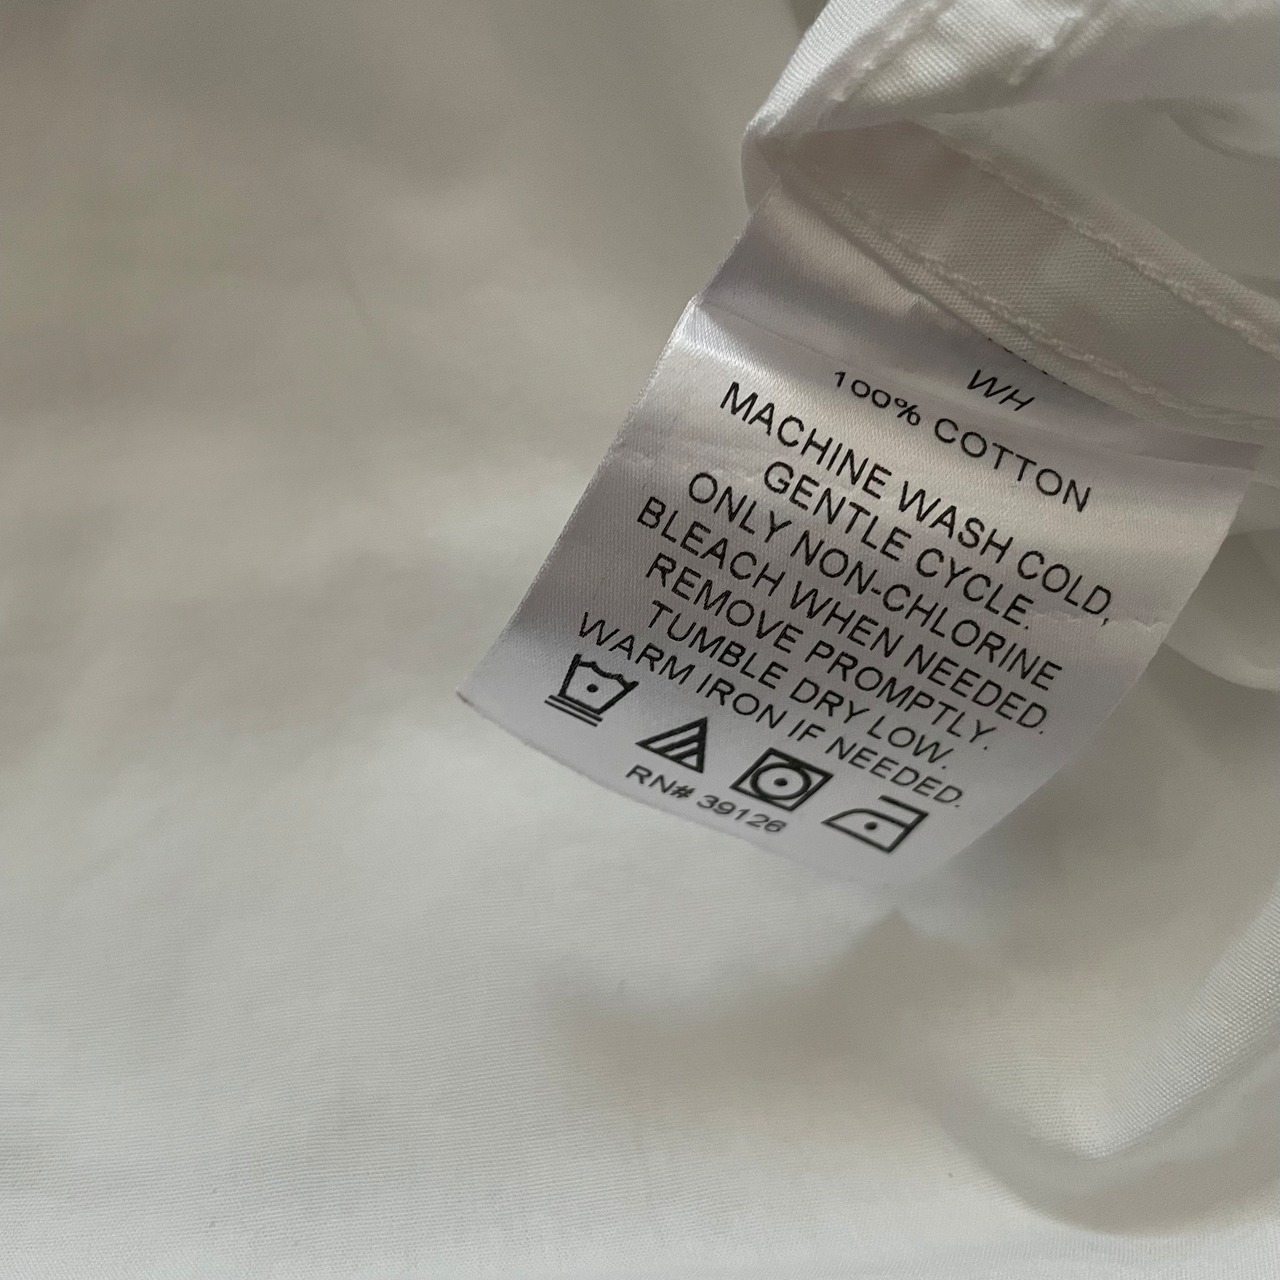 WH
100% COTTON
MACHINE WASH COLD,
GENTLE CYCLE.
ONLY NON-CHLORINE
BLEACH WHEN NEEDED.
REMOVE PROMPTLY.
TUMBLE DRY LOW.
WARM IRON IF NEEDED.
RN# 39126